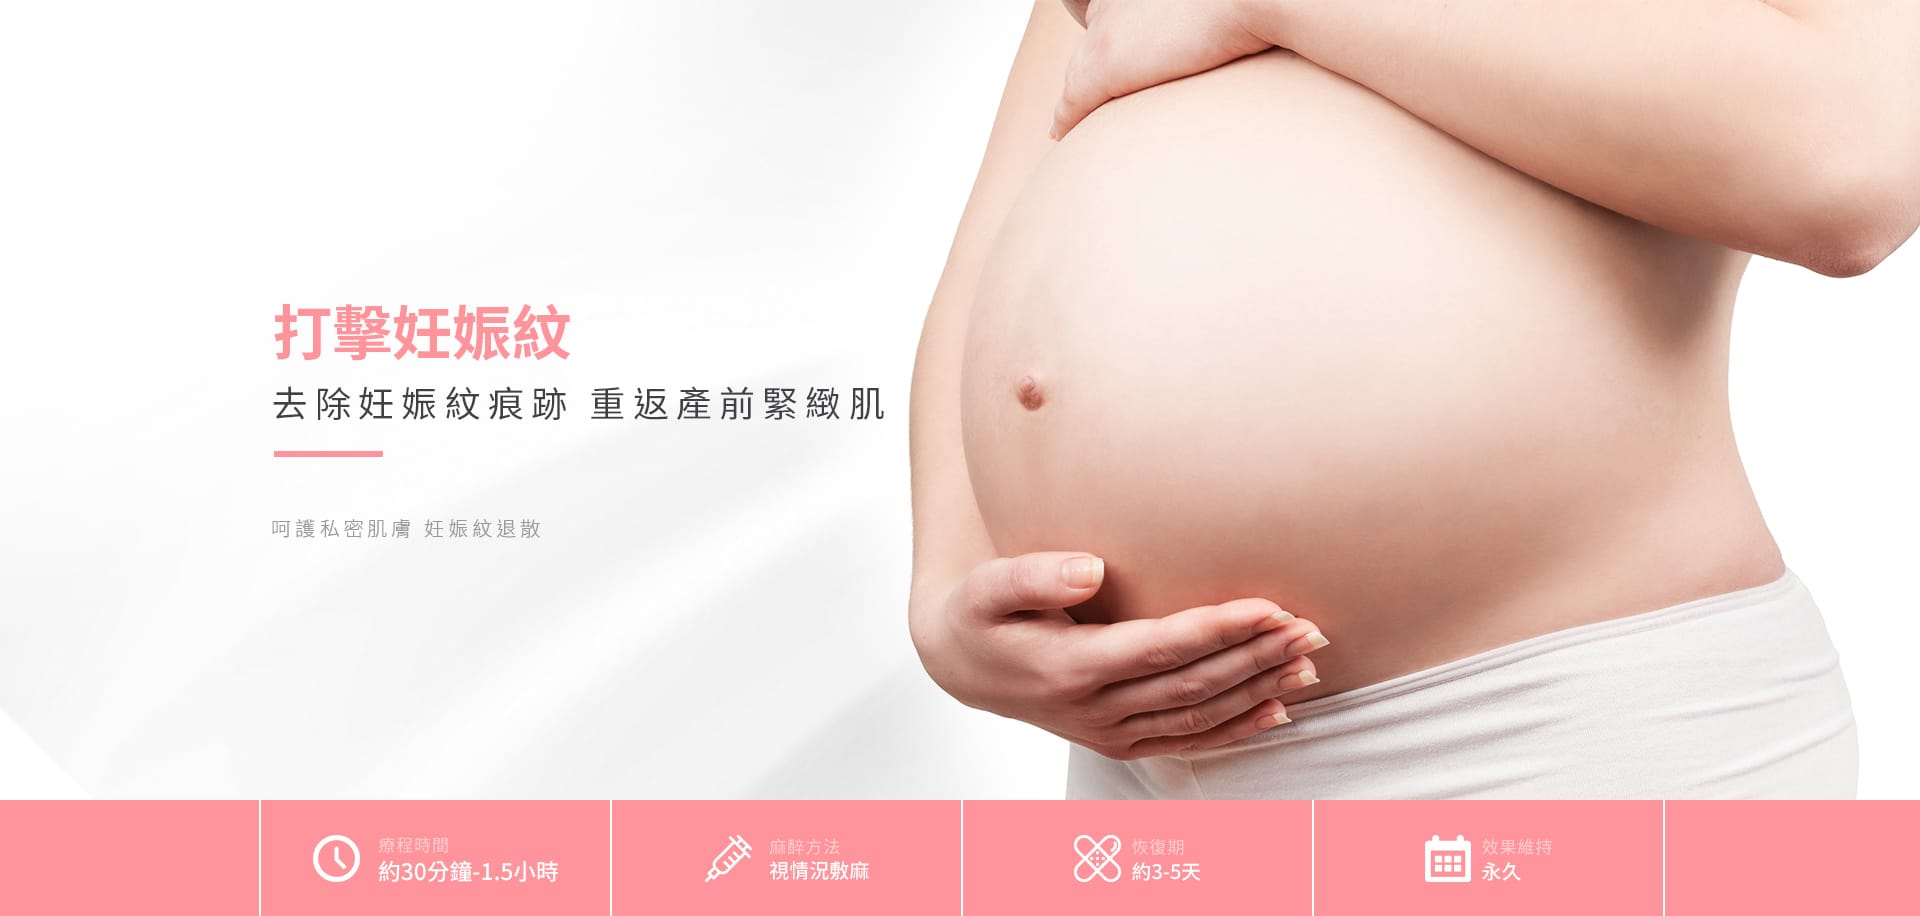 打擊妊娠紋
去除妊娠紋痕跡 重返產前緊緻肌
呵護私密肌膚 妊娠紋退散
療程時間
約30分鐘-1.5小時
麻醉方法
視情況敷麻
恢復期
約3-5天
效果維持
永久